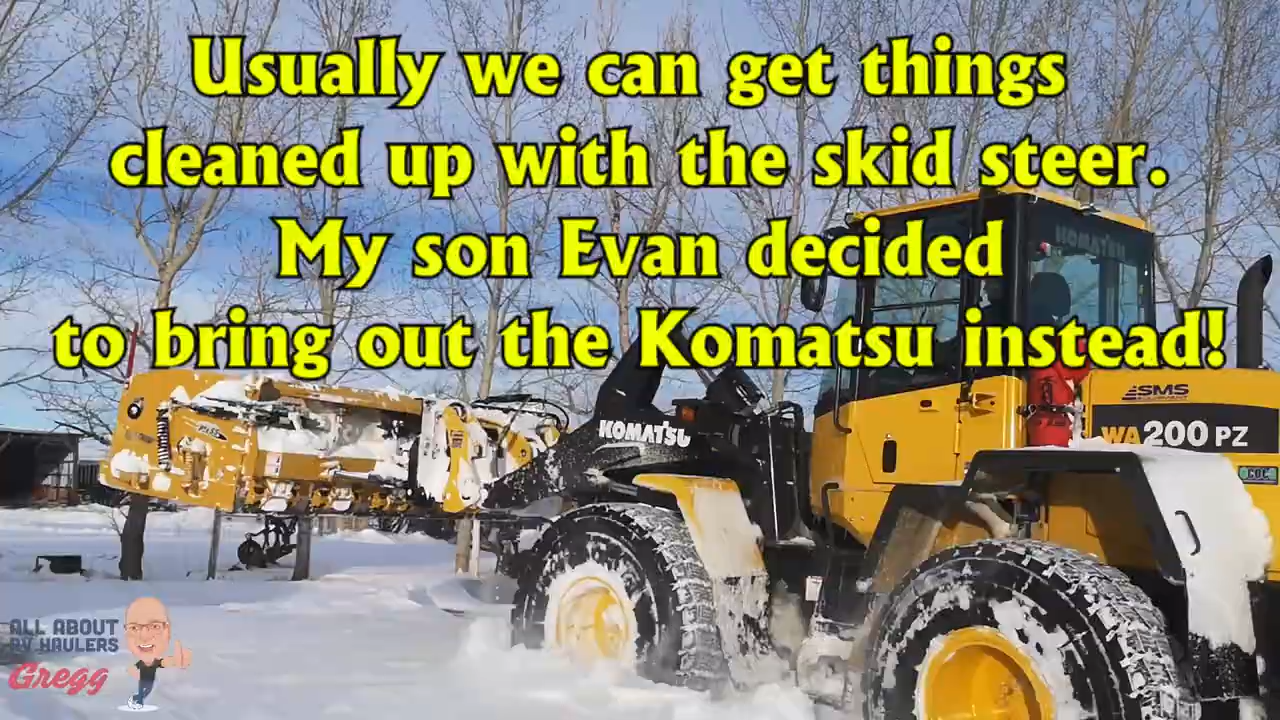 Usually we can get things
cleaned up with the skid steer.
My son Evan decided
to bring out the Komatsu instead!
KOMATSU
SMS
WA200 PZ
ALL ABOUT
RV HAULERS
Gregg